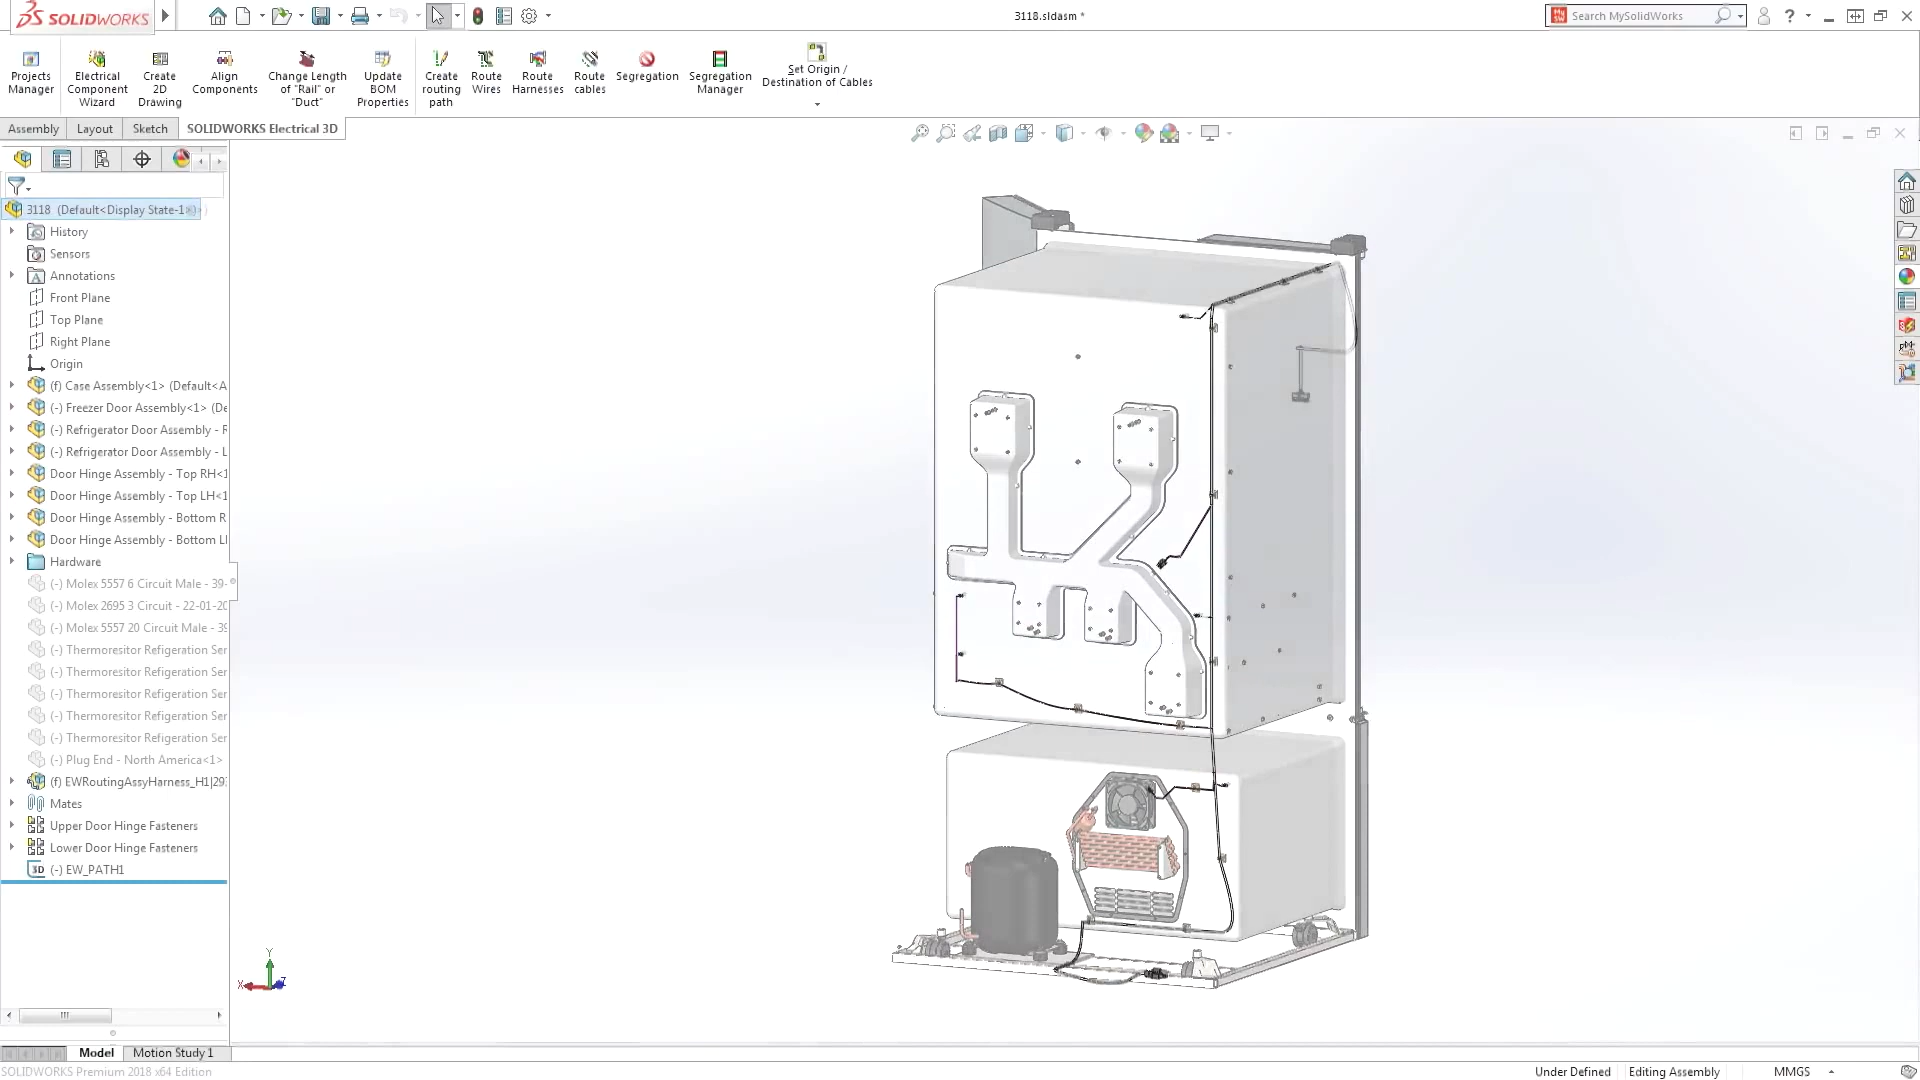 SOLIDWORKS
3118.sldasm *
Search MySolidWorks
Projects Manager
Electrical Component Wizard
Create 2D Drawing
Align Components
Change Length of "Rail" or "Duct"
Update BOM Properties
Create routing path
Route Wires
Route Harnesses
Route cables
Segregation
Segregation Manager
Set Origin / Destination of Cables
Assembly
Layout
Sketch
SOLIDWORKS Electrical 3D
3118 (Default<Display State-1
History
Sensors
Annotations
Front Plane
Top Plane
Right Plane
Origin
(f) Case Assembly<1> (Default<A
(-) Freezer Door Assembly<1> (De
(-) Refrigerator Door Assembly - R
(-) Refrigerator Door Assembly - L
Door Hinge Assembly - Top RH<1
Door Hinge Assembly - Top LH<1
Door Hinge Assembly - Bottom R
Door Hinge Assembly - Bottom LI
Hardware
(-) Molex 5557 6 Circuit Male - 39-
(-) Molex 2695 3 Circuit - 22-01-20
(-) Molex 5557 20 Circuit Male - 39
(-) Thermoresitor Refigeration Ser
(-) Thermoresitor Refigeration Ser
(-) Thermoresitor Refigeration Ser
(-) Thermoresitor Refigeration Ser
(-) Thermoresitor Refigeration Ser
(-) Plug End - North America<1>
(f) EWRoutingAssyHarness_H1|293
Mates
Upper Door Hinge Fasteners
Lower Door Hinge Fasteners
3D (-) EW_PATH1
Y
X
Z
Model
Motion Study 1
SOLIDWORKS Premium 2018 x64 Edition
Under Defined
Editing Assembly
MMGS